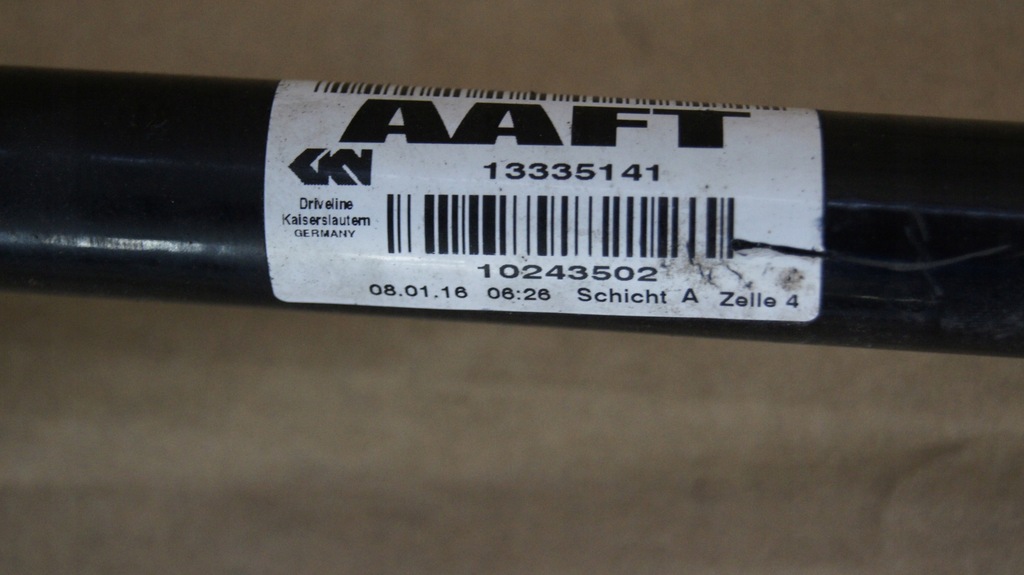 AAFT
GKN
13335141
Driveline
Kaiserslautern
GERMANY
10243502
08.01.16 06:26 Schicht A Zelle 4